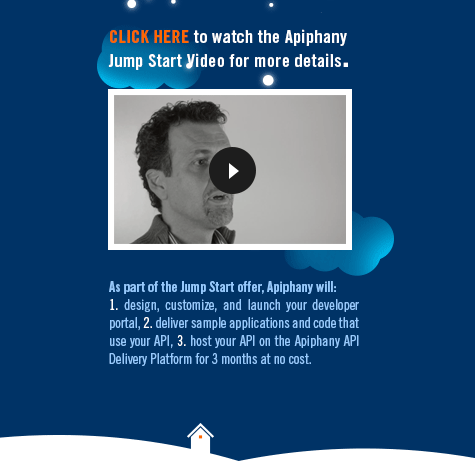 CLICK HERE to watch the Apiphany
Jump Start Video for more details.
As part of the Jump Start offer, Apiphany will:
1. design, customize, and launch your developer
portal, 2. deliver sample applications and code that
use your API, 3. host your API on the Apiphany API
Delivery Platform for 3 months at no cost.